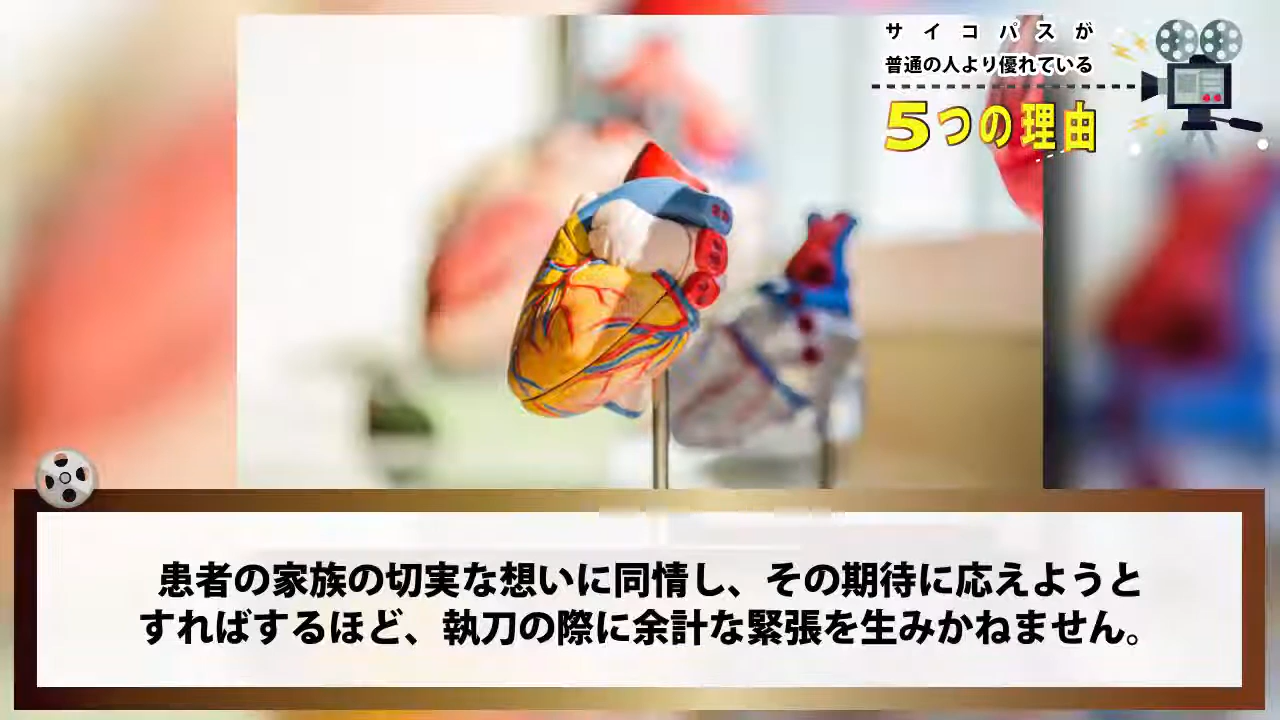 サイコパスが
普通の人より優れている
5つの理由
患者の家族の切実な想いに同情し、その期待に応えようと
すればするほど、執刀の際に余計な緊張を生みかねません。